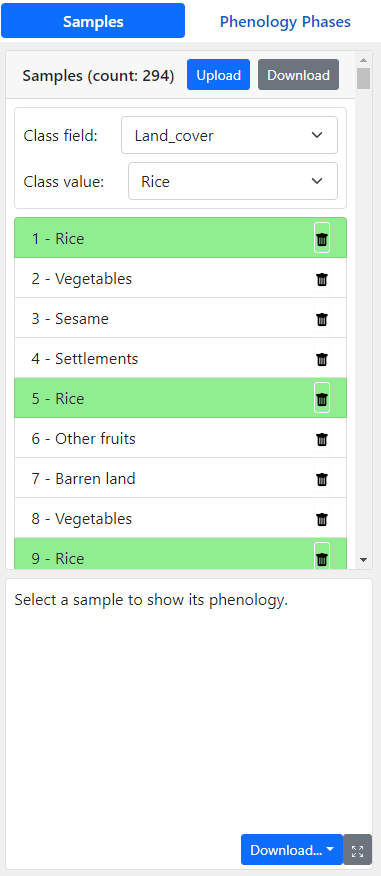 Samples Phenology Phases
Samples (count: 294) Upload Download
Class field: Land_cover
Class value: Rice
1 - Rice
2 - Vegetables
3 - Sesame
4 - Settlements
5 - Rice
6 - Other fruits
7 - Barren land
8 - Vegetables
9 - Rice
Select a sample to show its phenology.
Download...